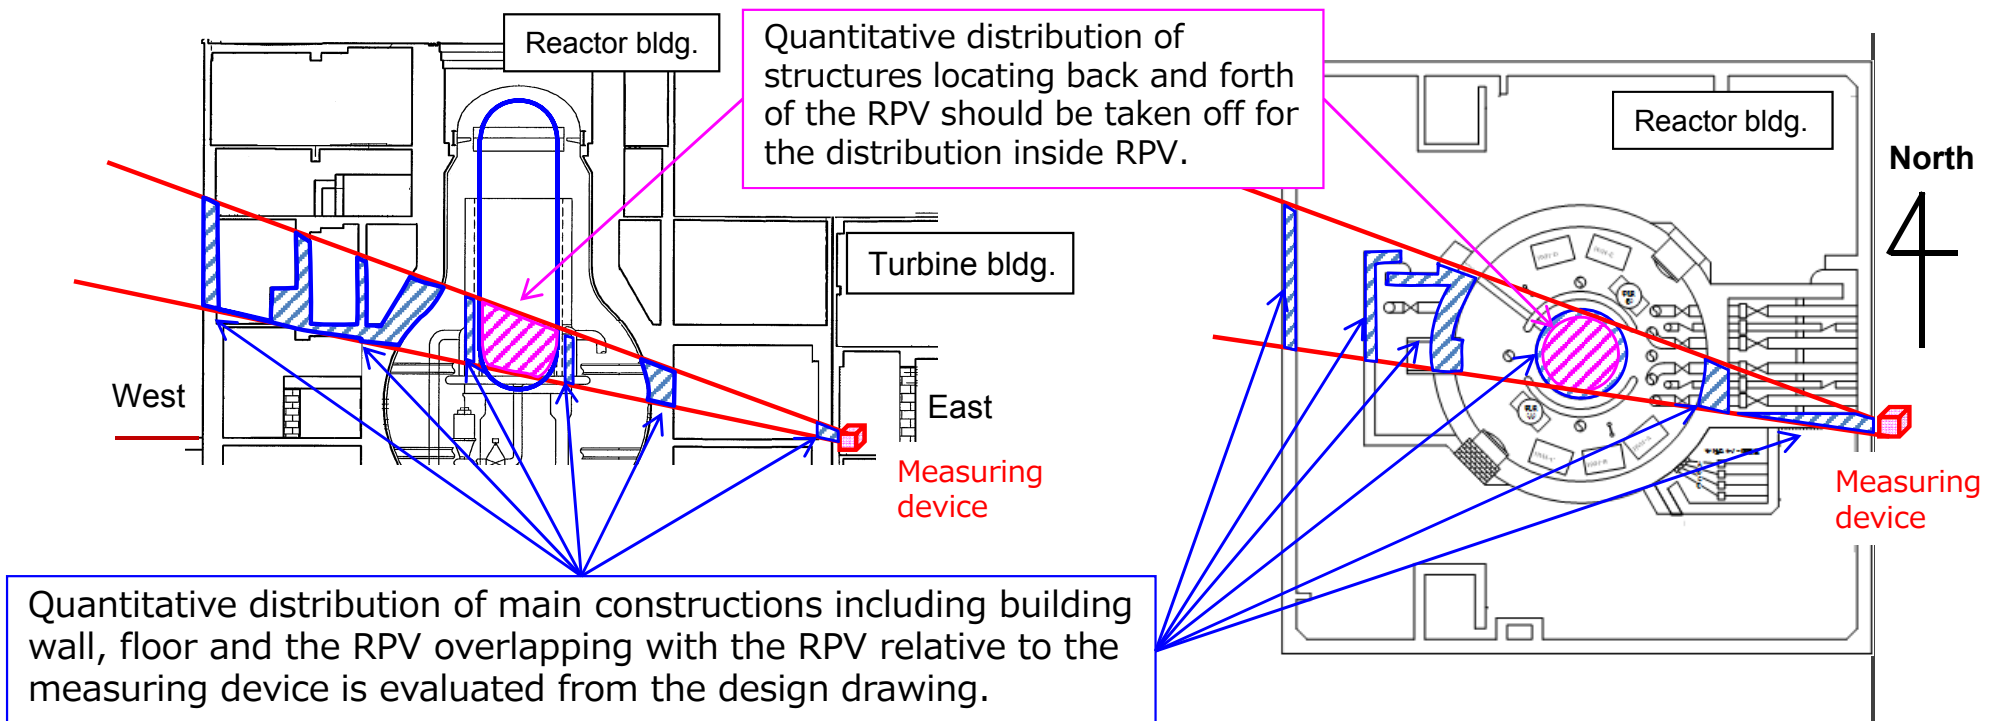 Reactor bldg.
Quantitative distribution of
structures locating back and forth
of the RPV should be taken off for
the distribution inside RPV.
Reactor bldg.
North
Turbine bldg.
West
East
Measuring
device
Measuring
device
Quantitative distribution of main constructions including building
wall, floor and the RPV overlapping with the RPV relative to the
measuring device is evaluated from the design drawing.